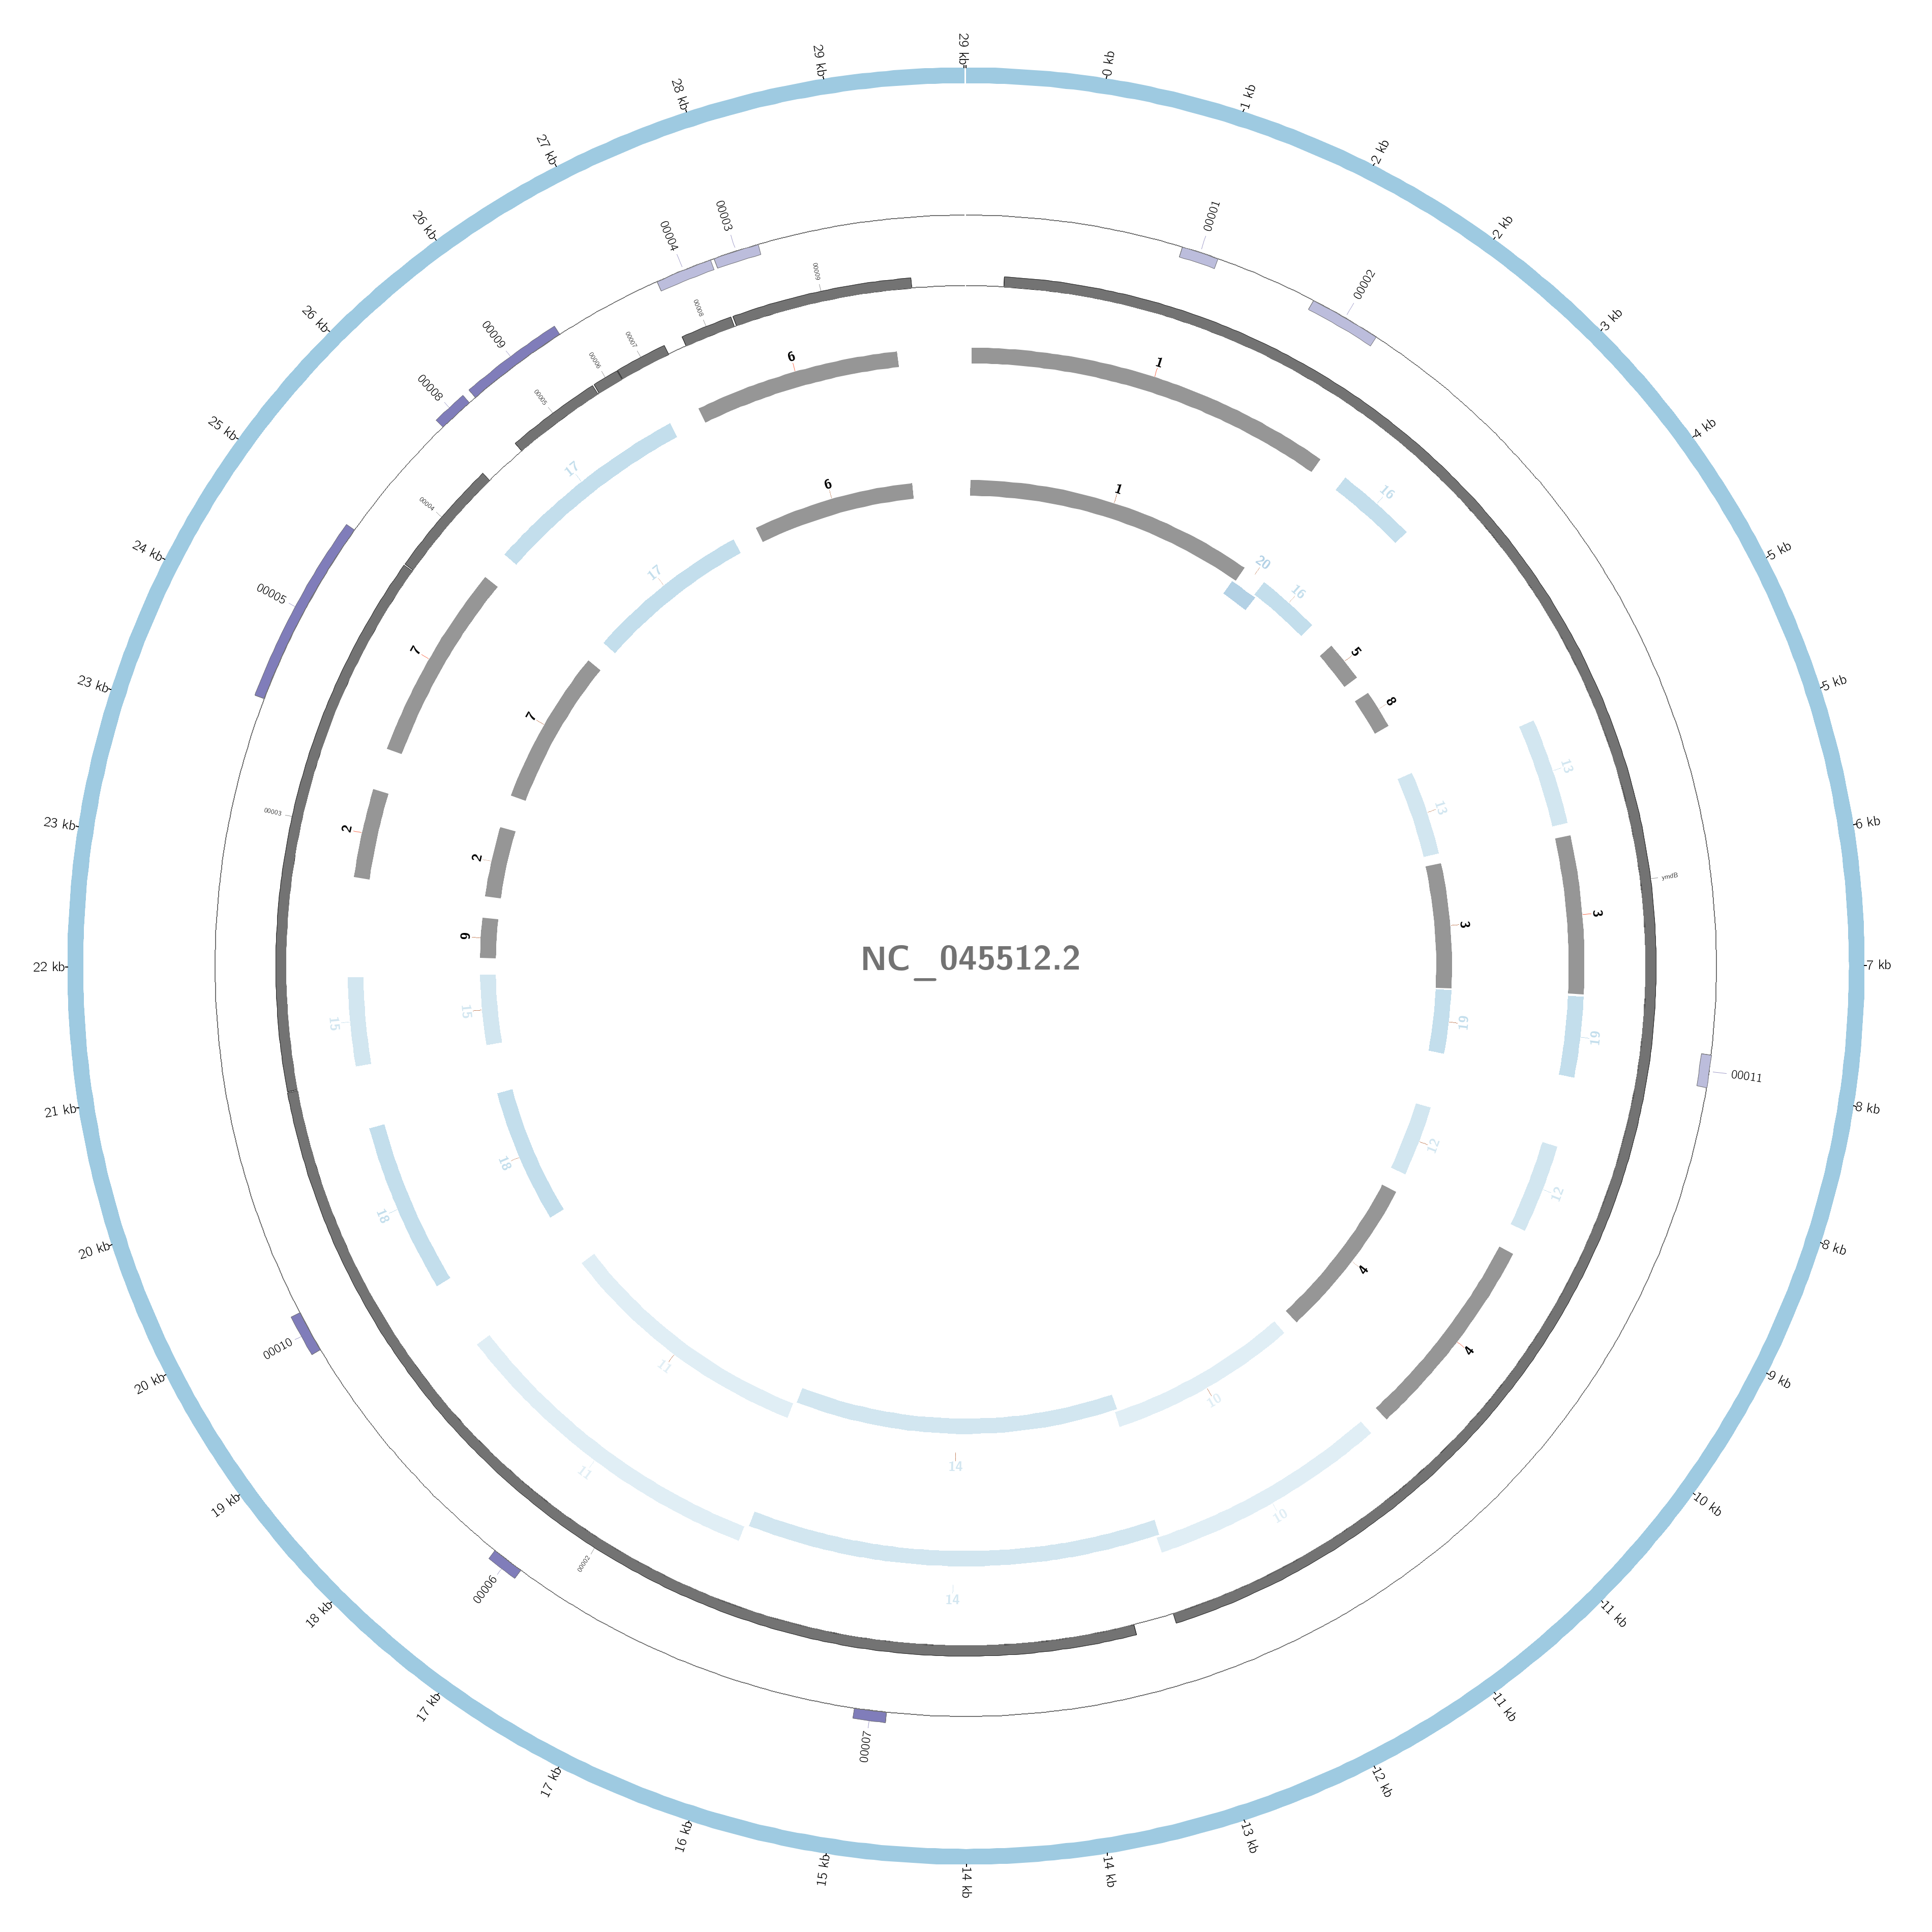 29 kb
0 kb
1 kb
2 kb
2 kb
3 kb
4 kb
5 kb
5 kb
6 kb
7 kb
8 kb
8 kb
9 kb
10 kb
11 kb
11 kb
12 kb
13 kb
14 kb
14 kb
15 kb
16 kb
17 kb
17 kb
18 kb
19 kb
20 kb
20 kb
21 kb
22 kb
23 kb
23 kb
24 kb
25 kb
26 kb
26 kb
27 kb
28 kb
29 kb
00001
00002
00011
00007
00006
00010
00005
00008
00009
00004
00003
ymdB
00002
00003
00004
00005
00006
00007
00008
00009
1
16
13
3
19
12
4
10
14
11
18
15
2
7
17
6
1
20
16
5
8
13
3
19
12
4
10
14
11
18
15
9
2
7
17
6
NC_045512.2